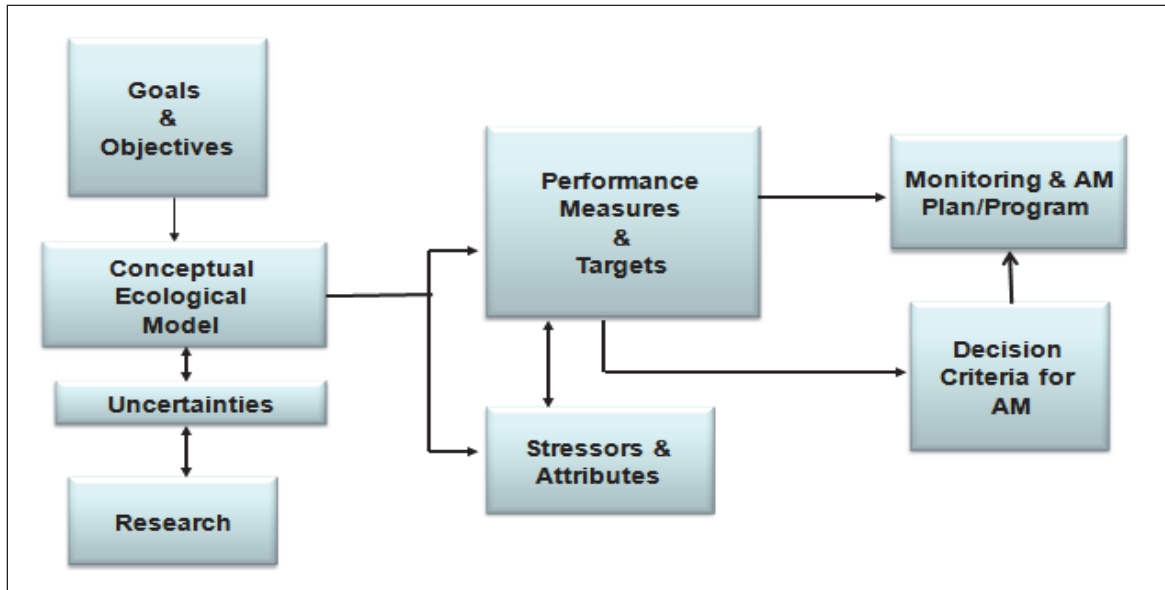 Goals
&
Objectives
Conceptual
Ecological
Model
Uncertainties
Research
Performance
Measures
&
Targets
Stressors &
Attributes
Monitoring & AM
Plan/Program
Decision
Criteria for
AM